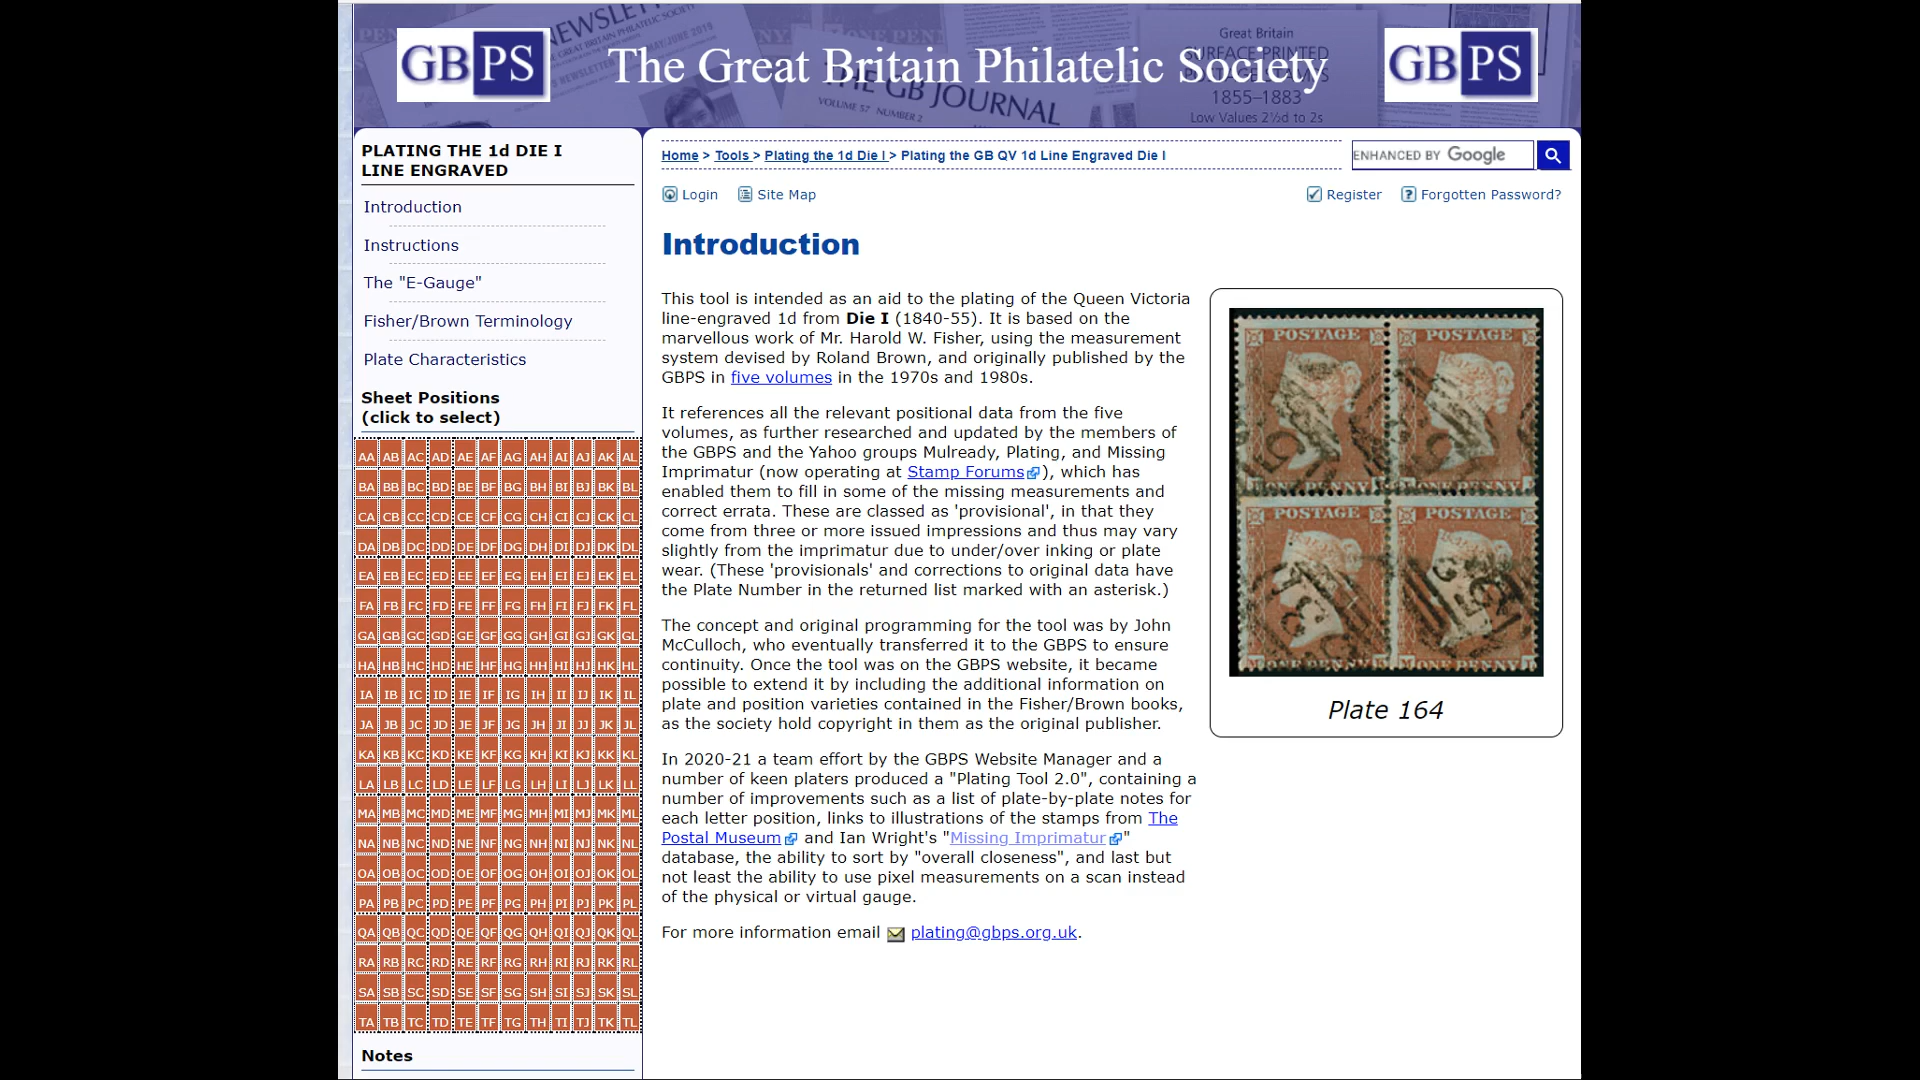 GBPS
The Great Britain Philatelic Society
GBPS
NEWSLETTER
THE GB JOURNAL
VOLUME 57 NUMBER 2
Great Britain
SURFACE PRINTED
POSTAGE STAMPS
1855–1883
Low Values 2½d to 2s
PLATING THE 1d DIE I
LINE ENGRAVED
Introduction
Instructions
The "E-Gauge"
Fisher/Brown Terminology
Plate Characteristics
Sheet Positions
(click to select)
AA AB AC AD AE AF AG AH AI AJ AK AL
BA BB BC BD BE BF BG BH BI BJ BK BL
CA CB CC CD CE CF CG CH CI CJ CK CL
DA DB DC DD DE DF DG DH DI DJ DK DL
EA EB EC ED EE EF EG EH EI EJ EK EL
FA FB FC FD FE FF FG FH FI FJ FK FL
GA GB GC GD GE GF GG GH GI GJ GK GL
HA HB HC HD HE HF HG HH HI HJ HK HL
IA IB IC ID IE IF IG IH II IJ IK IL
JA JB JC JD JE JF JG JH JI JJ JK JL
KA KB KC KD KE KF KG KH KI KJ KK KL
LA LB LC LD LE LF LG LH LI LJ LK LL
MA MB MC MD ME MF MG MH MI MJ MK ML
NA NB NC ND NE NF NG NH NI NJ NK NL
OA OB OC OD OE OF OG OH OI OJ OK OL
PA PB PC PD PE PF PG PH PI PJ PK PL
QA QB QC QD QE QF QG QH QI QJ QK QL
RA RB RC RD RE RF RG RH RI RJ RK RL
SA SB SC SD SE SF SG SH SI SJ SK SL
TA TB TC TD TE TF TG TH TI TJ TK TL
Notes
Home > Tools > Plating the 1d Die I > Plating the GB QV 1d Line Engraved Die I
ENHANCED BY Google
Login Site Map Register Forgotten Password?
Introduction
This tool is intended as an aid to the plating of the Queen Victoria
line-engraved 1d from Die I (1840-55). It is based on the
marvellous work of Mr. Harold W. Fisher, using the measurement
system devised by Roland Brown, and originally published by the
GBPS in five volumes in the 1970s and 1980s.
It references all the relevant positional data from the five
volumes, as further researched and updated by the members of
the GBPS and the Yahoo groups Mulready, Plating, and Missing
Imprimatur (now operating at Stamp Forums), which has
enabled them to fill in some of the missing measurements and
correct errata. These are classed as 'provisional', in that they
come from three or more issued impressions and thus may vary
slightly from the imprimatur due to under/over inking or plate
wear. (These 'provisionals' and corrections to original data have
the Plate Number in the returned list marked with an asterisk.)
The concept and original programming for the tool was by John
McCulloch, who eventually transferred it to the GBPS to ensure
continuity. Once the tool was on the GBPS website, it became
possible to extend it by including the additional information on
plate and position varieties contained in the Fisher/Brown books,
as the society hold copyright in them as the original publisher.
In 2020-21 a team effort by the GBPS Website Manager and a
number of keen platers produced a "Plating Tool 2.0", containing a
number of improvements such as a list of plate-by-plate notes for
each letter position, links to illustrations of the stamps from The
Postal Museum and Ian Wright's "Missing Imprimatur"
database, the ability to sort by "overall closeness", and last but
not least the ability to use pixel measurements on a scan instead
of the physical or virtual gauge.
For more information email plating@gbps.org.uk.
POSTAGE POSTAGE
ONE PENNY ONE PENNY
POSTAGE POSTAGE
ONE PENNY ONE PENNY
Plate 164